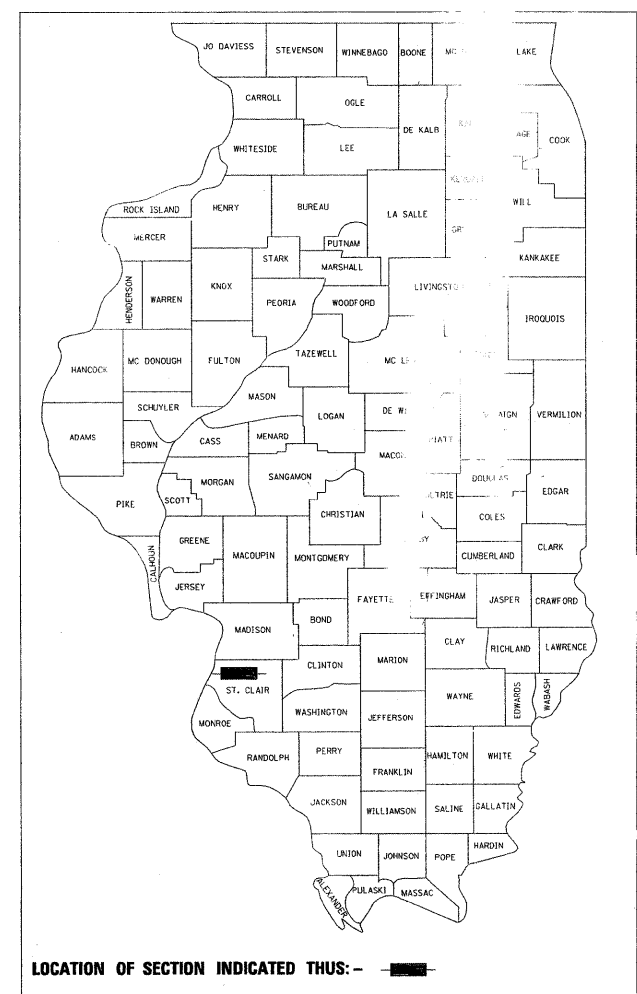 JO DAVIESS STEVENSON WINNEBAGO BOONE LAKE
CARROLL OGLE
DE KALB COOK
WHITESIDE LEE
WILL
ROCK ISLAND HENRY BUREAU LA SALLE
MERCER PUTNAM
STARK MARSHALL KANKAKEE
HENDERSON WARREN KNOX PEORIA WOODFORD
IROQUOIS
HANCOCK MC DONOUGH FULTON TAZEWELL
MASON
SCHUYLER LOGAN
ADAMS BROWN CASS MENARD VERMILION
PIKE SCOTT MORGAN SANGAMON DOUGLAS EDGAR
CHRISTIAN COLES
CALHOUN GREENE MACOUPIN MONTGOMERY CUMBERLAND CLARK
JERSEY FAYETTE EFFINGHAM JASPER CRAWFORD
MADISON BOND
CLAY RICHLAND LAWRENCE
CLINTON MARION
ST. CLAIR WAYNE EDWARDS WABASH
MONROE WASHINGTON JEFFERSON
RANDOLPH PERRY HAMILTON WHITE
FRANKLIN
JACKSON WILLIAMSON SALINE GALLATIN
UNION JOHNSON POPE HARDIN
ALEXANDER PULASKI MASSAC
LOCATION OF SECTION INDICATED THUS: -